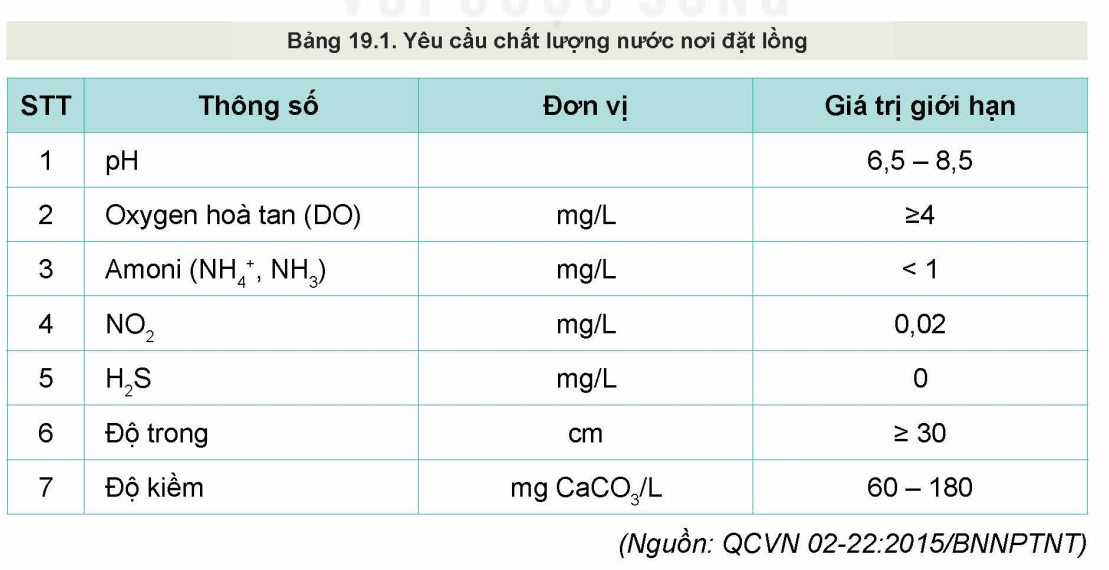 Bảng 19.1. Yêu cầu chất lượng nước nơi đặt lồng
STT Thông số Đơn vị Giá trị giới hạn
1 pH 6,5 – 8,5
2 Oxygen hoà tan (DO) mg/L ≥4
3 Amoni (NH₄⁺, NH₃) mg/L < 1
4 NO₂ mg/L 0,02
5 H₂S mg/L 0
6 Độ trong cm ≥ 30
7 Độ kiềm mg CaCO₃/L 60 – 180
(Nguồn: QCVN 02-22:2015/BNNPTNT)